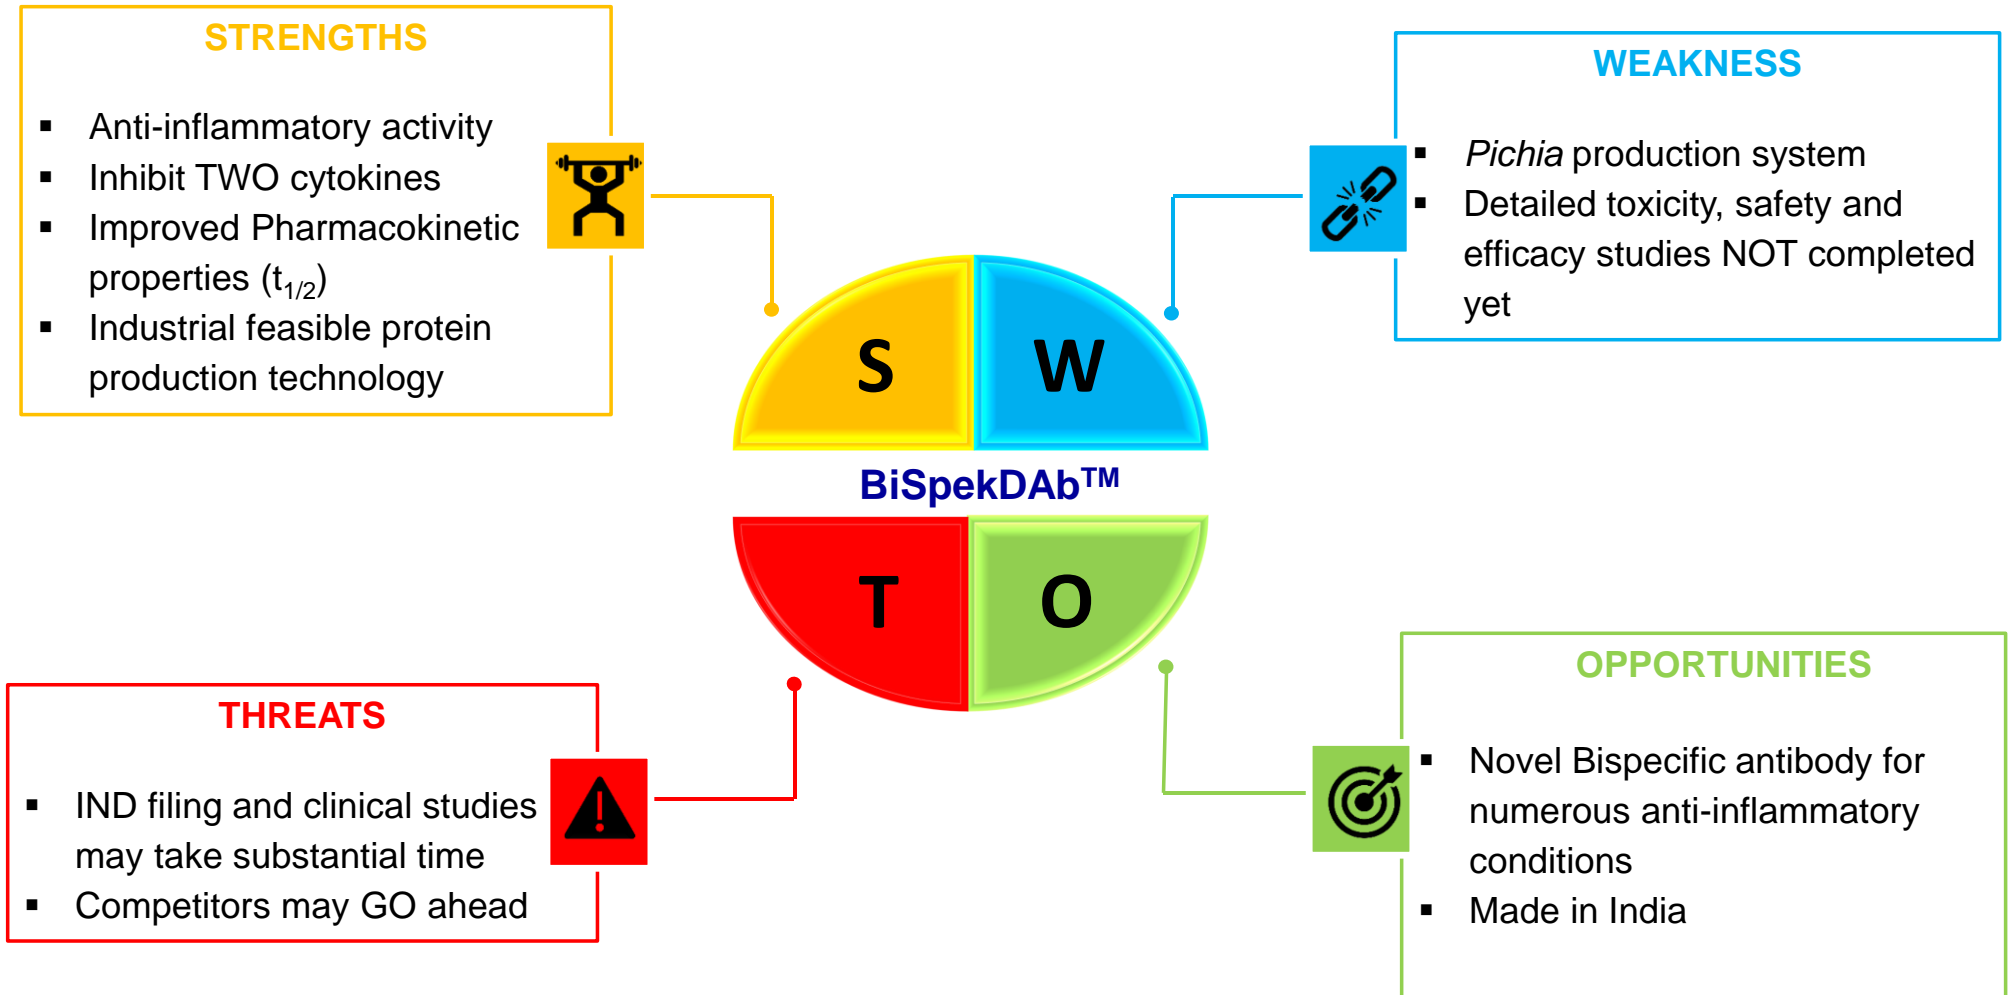 STRENGTHS
▪ Anti-inflammatory activity
▪ Inhibit TWO cytokines
▪ Improved Pharmacokinetic
properties (t1/2)
▪ Industrial feasible protein
production technology
WEAKNESS
▪ Pichia production system
▪ Detailed toxicity, safety and
efficacy studies NOT completed
yet
S
W
BiSpekDAb™
T
O
THREATS
▪ IND filing and clinical studies
may take substantial time
▪ Competitors may GO ahead
OPPORTUNITIES
▪ Novel Bispecific antibody for
numerous anti-inflammatory
conditions
▪ Made in India